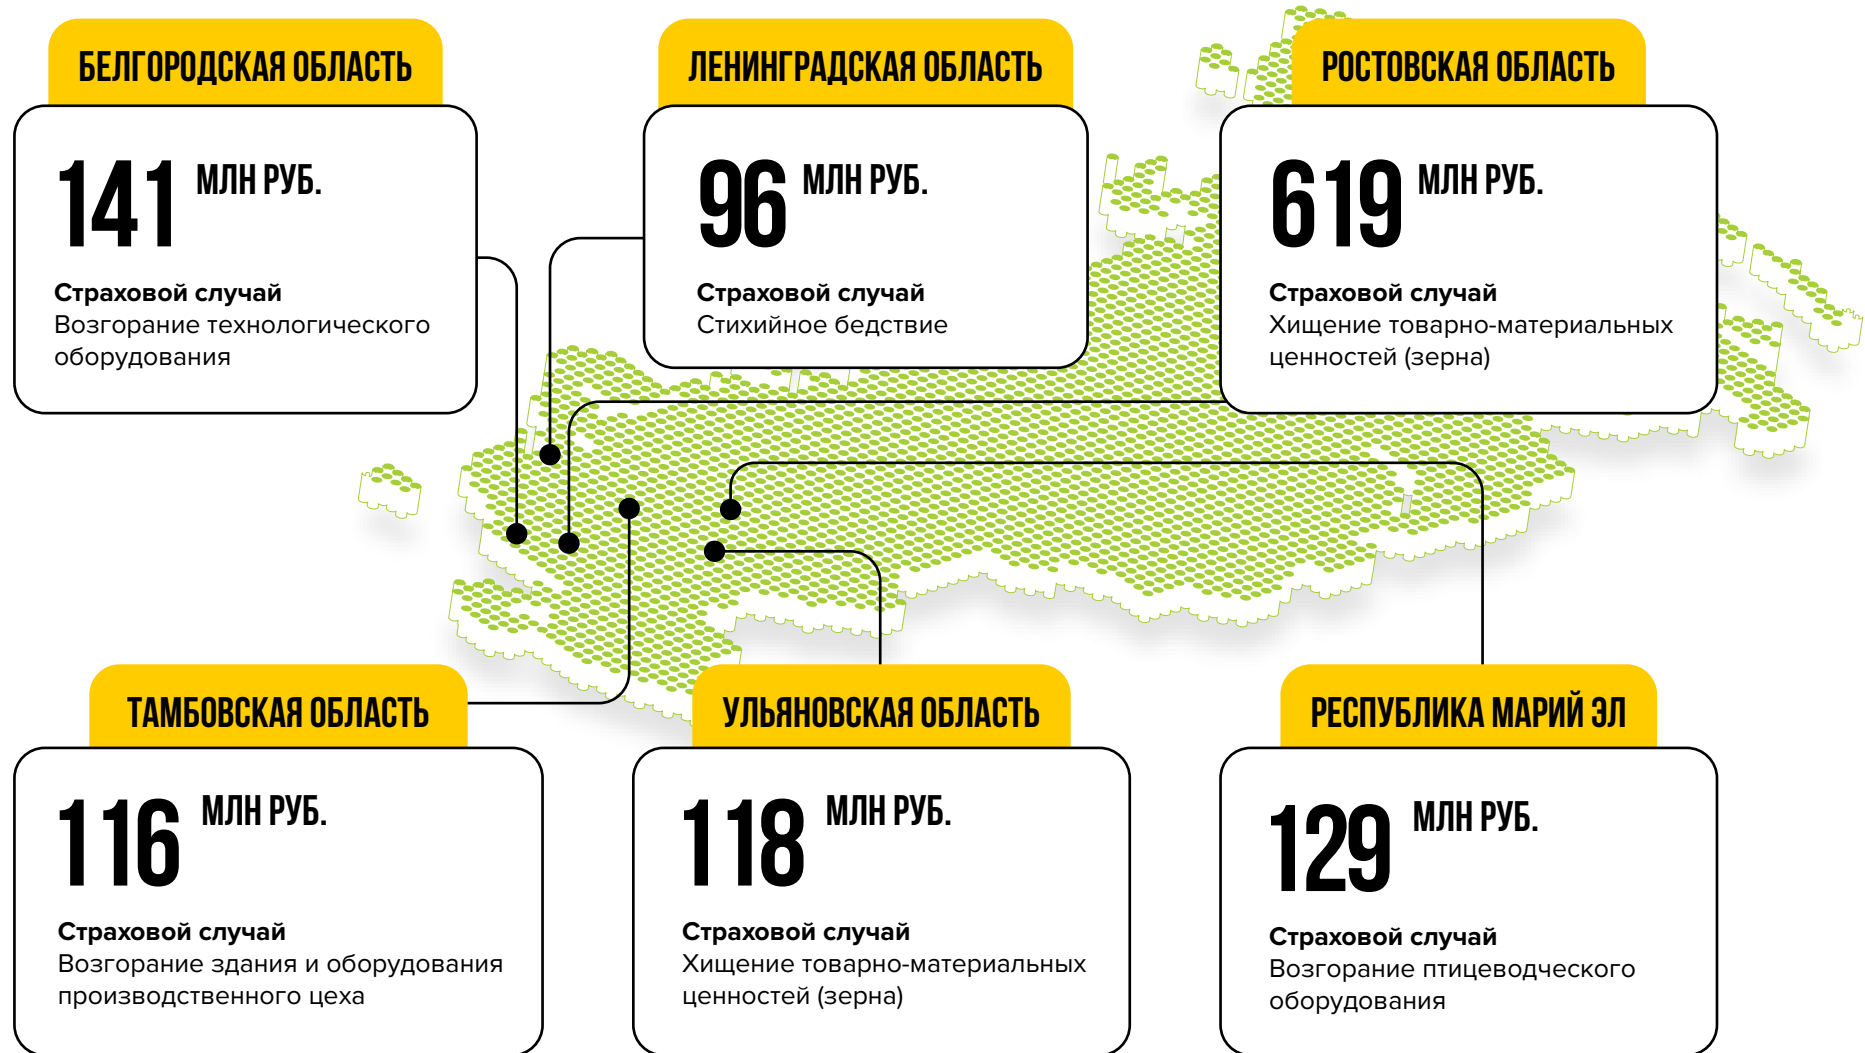 БЕЛГОРОДСКАЯ ОБЛАСТЬ
141 МЛН РУБ.
Страховой случай
Возгорание технологического
оборудования
ЛЕНИНГРАДСКАЯ ОБЛАСТЬ
96 МЛН РУБ.
Страховой случай
Стихийное бедствие
РОСТОВСКАЯ ОБЛАСТЬ
619 МЛН РУБ.
Страховой случай
Хищение товарно-материальных
ценностей (зерна)
ТАМБОВСКАЯ ОБЛАСТЬ
116 МЛН РУБ.
Страховой случай
Возгорание здания и оборудования
производственного цеха
УЛЬЯНОВСКАЯ ОБЛАСТЬ
118 МЛН РУБ.
Страховой случай
Хищение товарно-материальных
ценностей (зерна)
РЕСПУБЛИКА МАРИЙ ЭЛ
129 МЛН РУБ.
Страховой случай
Возгорание птицеводческого
оборудования